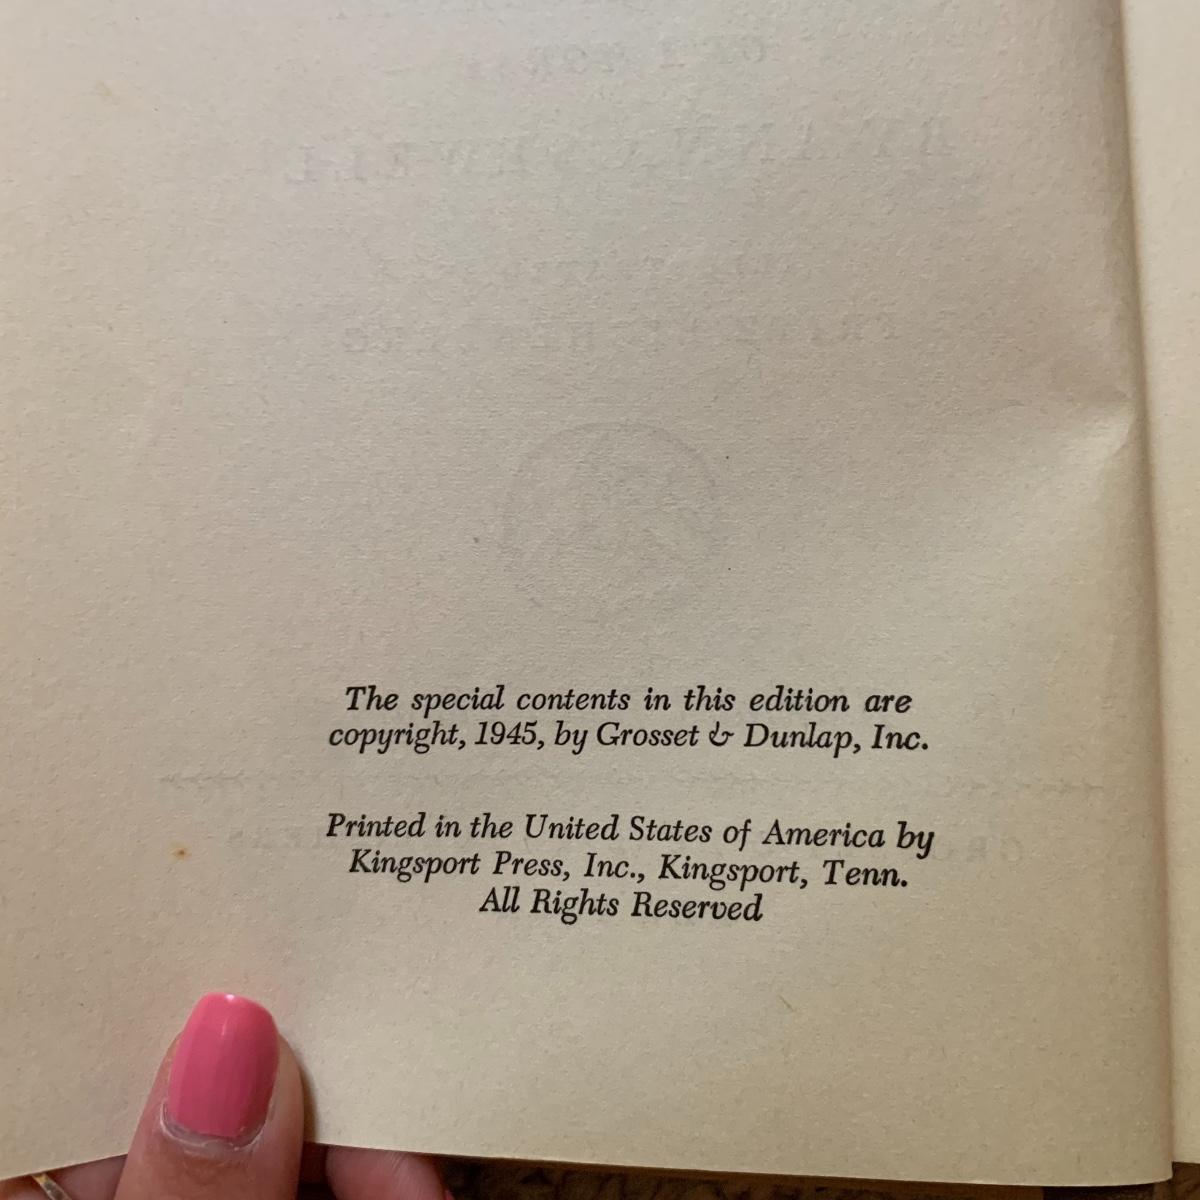 The special contents in this edition are
copyright, 1945, by Grosset & Dunlap, Inc.
Printed in the United States of America by
Kingsport Press, Inc., Kingsport, Tenn.
All Rights Reserved